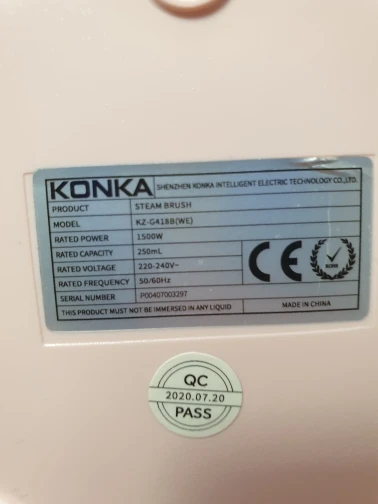 KONKA SHENZHEN KONKA INTELLIGENT ELECTRIC TECHNOLOGY CO.,LTD.
PRODUCT STEAM BRUSH
MODEL KZ-G418B(WE)
RATED POWER 1500W
RATED CAPACITY 250mL
RATED VOLTAGE 220-240V~
RATED FREQUENCY 50/60Hz
SERIAL NUMBER P00407003297
CE
THIS PRODUCT MUST NOT BE IMMERSED IN ANY LIQUID MADE IN CHINA
QC
2020.07.20
PASS